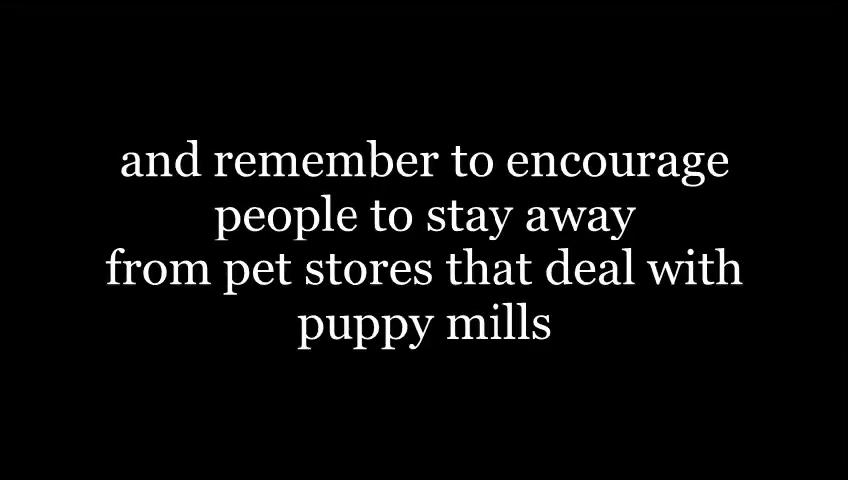 and remember to encourage
people to stay away
from pet stores that deal with
puppy mills